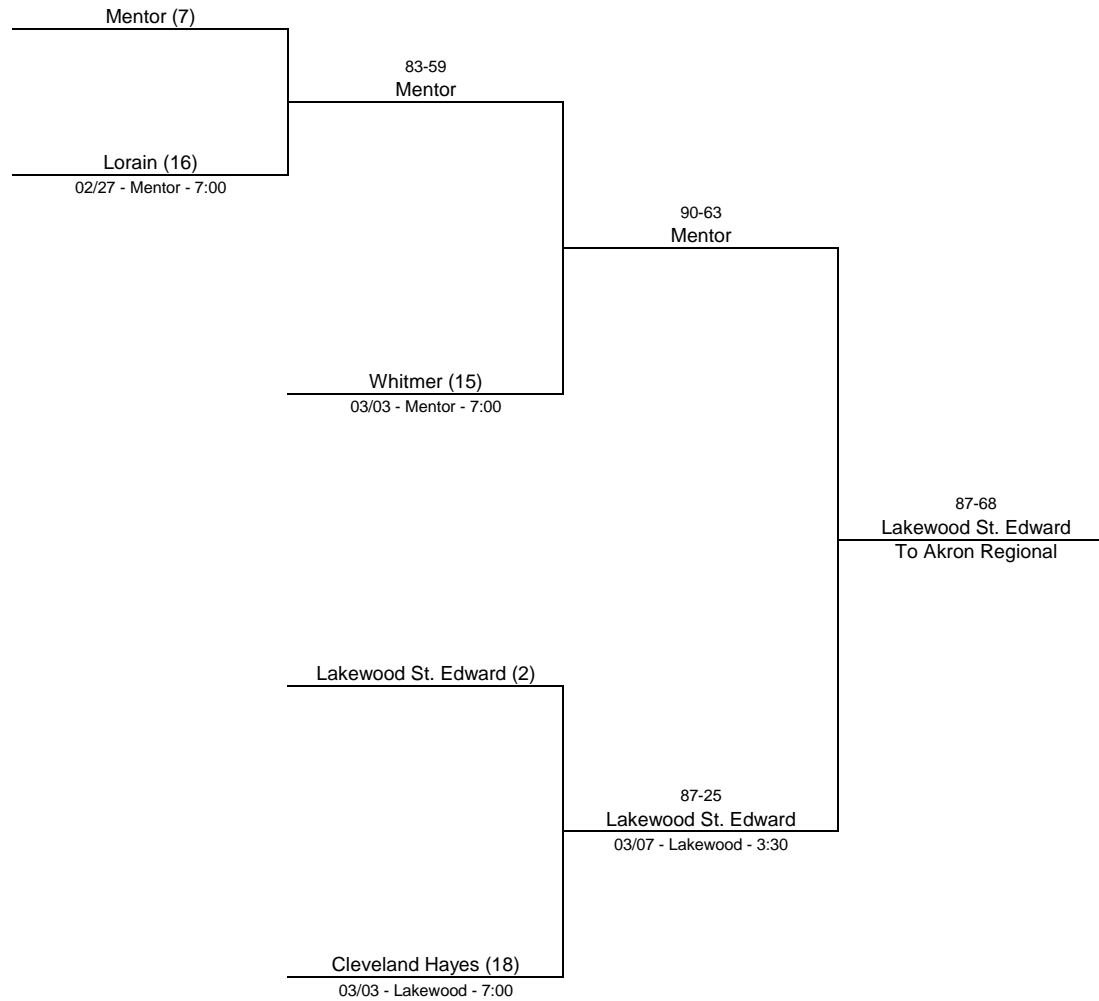 Mentor (7)
83-59
Mentor
Lorain (16)
02/27 - Mentor - 7:00
90-63
Mentor
Whitmer (15)
03/03 - Mentor - 7:00
87-68
Lakewood St. Edward
To Akron Regional
Lakewood St. Edward (2)
87-25
Lakewood St. Edward
03/07 - Lakewood - 3:30
Cleveland Hayes (18)
03/03 - Lakewood - 7:00